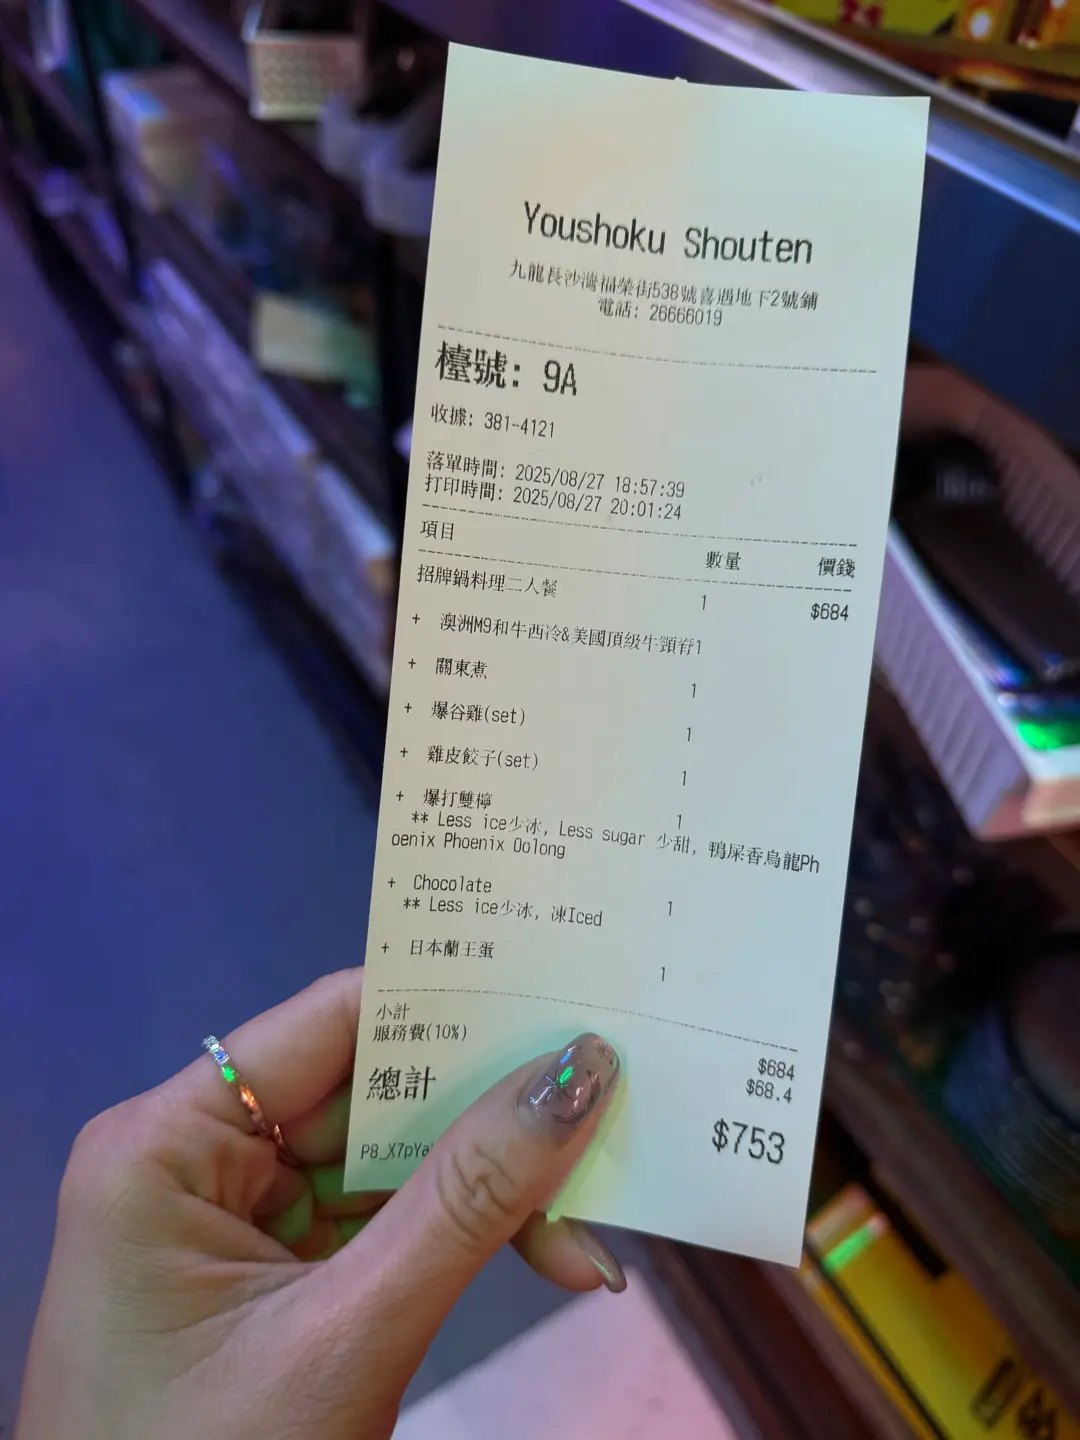 Youshoku Shouten
九龍長沙灣福榮街538號喜遇地下2號鋪
電話: 26666019
檯號: 9A
收據: 381-4121
落單時間: 2025/08/27 18:57:39
打印時間: 2025/08/27 20:01:24
項目 數量 價錢
招牌鍋料理二人餐 1 $684
+ 澳洲M9和牛西冷&美國頂級牛頸脊1
+ 關東煮 1
+ 爆谷雞(set) 1
+ 雞皮餃子(set) 1
+ 爆打雙檸 1
** Less ice少冰, Less sugar 少甜, 鴨屎香烏龍Ph
oenix Phoenix Oolong
+ Chocolate 1
** Less ice少冰, 凍Iced
+ 日本蘭王蛋 1
小計 $684
服務費(10%) $68.4
總計 $753